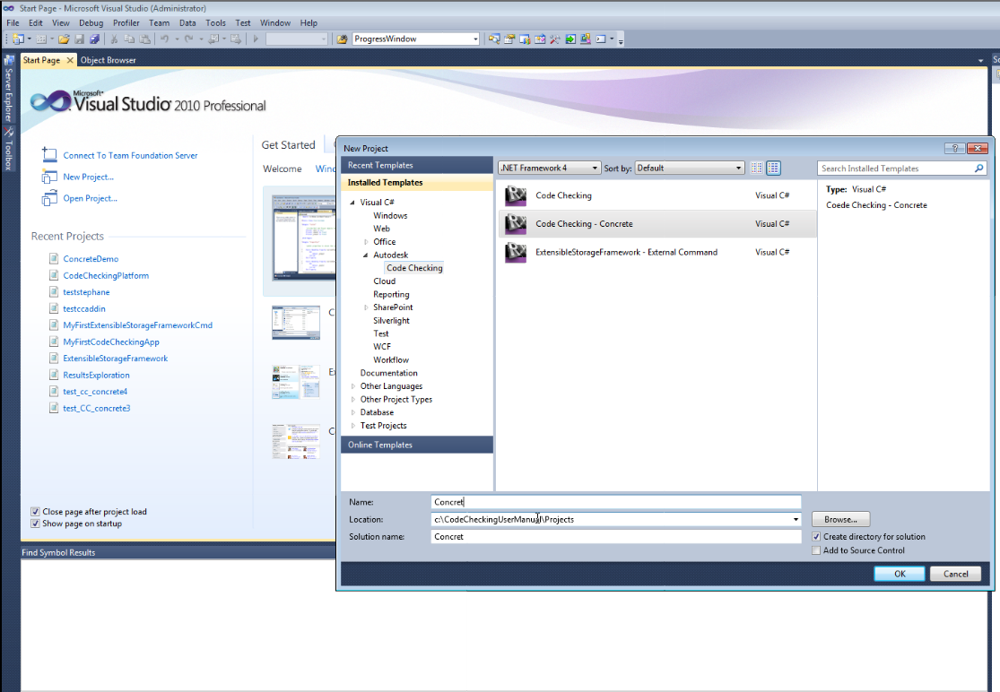 Start Page - Microsoft Visual Studio (Administrator)
File Edit View Debug Profiler Team Data Tools Test Window Help
ProgressWindow
Start Page Object Browser
Server Explorer
Toolbox
Microsoft
Visual Studio 2010 Professional
Connect To Team Foundation Server
New Project...
Open Project...
Recent Projects
ConcreteDemo
CodeCheckingPlatform
teststephane
testccaddin
MyFirstExtensibleStorageFrameworkCmd
MyFirstCodeCheckingApp
ExtensibleStorageFramework
ResultsExploration
test_cc_concrete4
test_CC_concrete3
Close page after project load
Show page on startup
Find Symbol Results
Get Started
Welcome
New Project
Recent Templates
Installed Templates
Visual C#
Windows
Web
Office
Autodesk
Code Checking
Cloud
Reporting
SharePoint
Silverlight
Test
WCF
Workflow
Documentation
Other Languages
Other Project Types
Database
Test Projects
Online Templates
.NET Framework 4 Sort by: Default
Search Installed Templates
Code Checking Visual C#
Code Checking - Concrete Visual C#
ExtensibleStorageFramework - External Command Visual C#
Type: Visual C#
Coede Checking - Concrete
Name: Concret
Location: c:\CodeCheckingUserManual\Projects Browse...
Solution name: Concret
Create directory for solution
Add to Source Control
OK Cancel